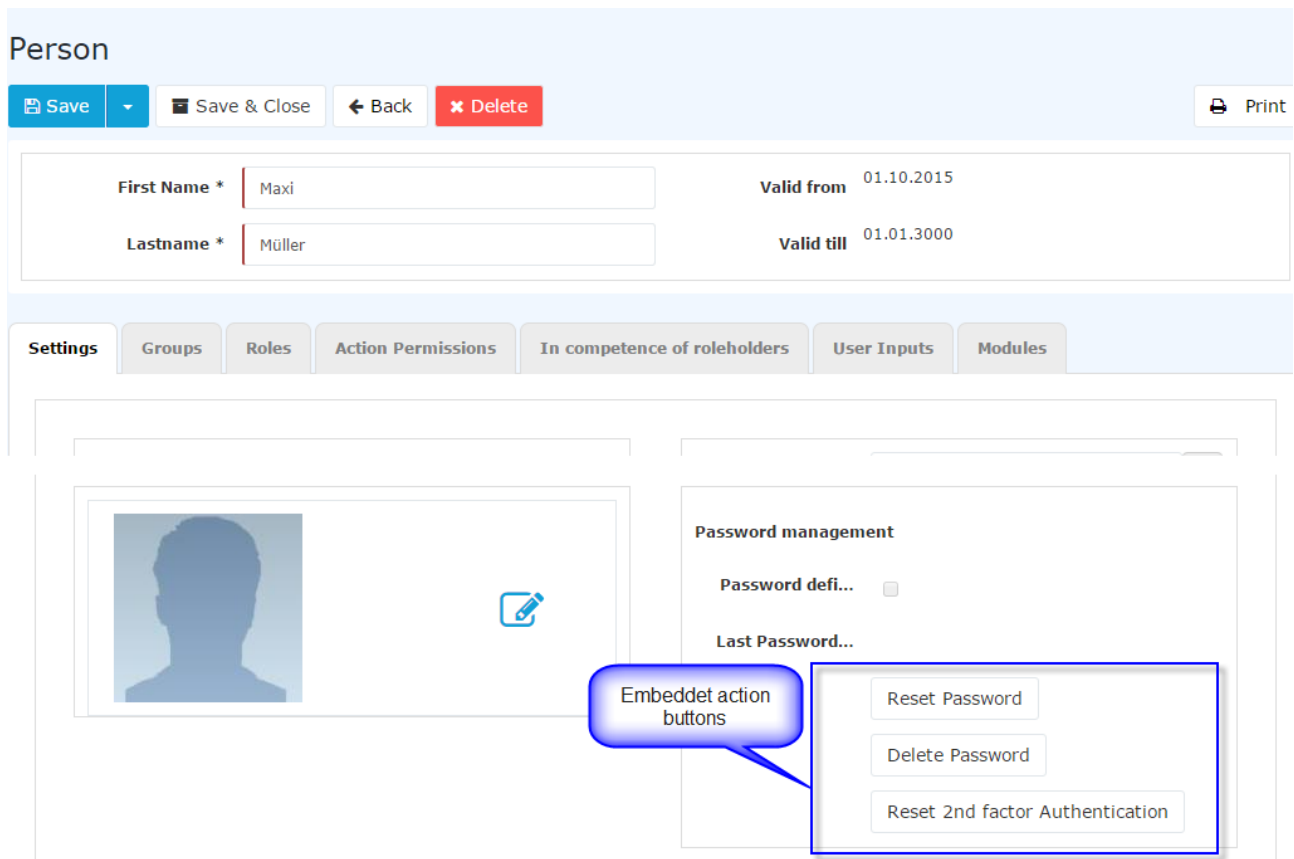 Person
Save
Save & Close
Back
Delete
Print
First Name *
Maxi
Valid from
01.10.2015
Lastname *
Müller
Valid till
01.01.3000
Settings
Groups
Roles
Action Permissions
In competence of roleholders
User Inputs
Modules
Password management
Password defi...
Last Password...
Embeddet action
buttons
Reset Password
Delete Password
Reset 2nd factor Authentication